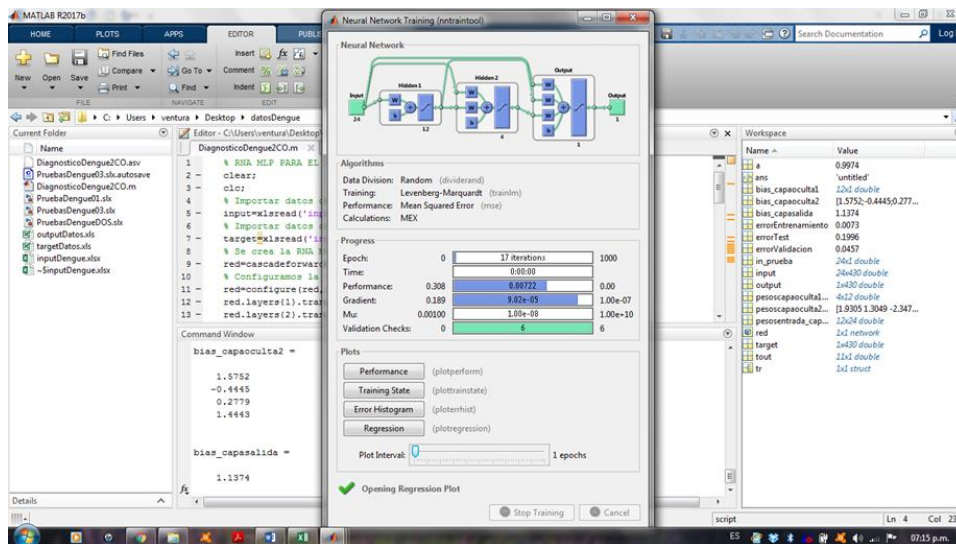 MATLAB R2017b
HOME
PLOTS
APPS
EDITOR
PUBLIS
Search Documentation
Log
New
Open
Save
Find Files
Compare
Print
Go To
Find
Insert
fx
Comment
Indent
FILE
NAVIGATE
EDIT
C: Users ventura Desktop datosDengue
Current Folder
Name
DiagnosticoDengue2CO.asv
PruebasDengue03.slx.autosave
DiagnosticoDengue2CO.m
PruebaDengue01.slx
PruebasDengue03.slx
PruebasDengueDOS.slx
outputDatos.xls
targetDatos.xls
inputDengue.xlsx
~$inputDengue.xlsx
Details
Editor - C:\Users\ventura\Desktop\
DiagnosticoDengue2CO.m
1 % RNA MLP PARA EL
2 - clear;
3 - clc;
4 % Importar datos
5 - input=xlsread('inp
6 % Importar datos
7 - target=xlsread('in
8 % Se crea la RNA
9 - red=cascadeforward
10 % Configuramos la
11 - red=configure(red,
12 - red.layers{1}.tran
13 - red.layers{2}.tran
Command Window
bias_capaoculta2 =
1.5752
-0.4445
0.2779
1.4443
bias_capasalida =
1.1374
fx
Neural Network Training (nntraintool)
Neural Network
Input
24
Hidden 1
W
W
b
12
Hidden 2
W
W
b
4
Output
W
W
W
b
1
Output
1
Algorithms
Data Division: Random (dividerand)
Training: Levenberg-Marquardt (trainlm)
Performance: Mean Squared Error (mse)
Calculations: MEX
Progress
Epoch: 0 17 iterations 1000
Time: 0:00:00
Performance: 0.308 0.00722 0.00
Gradient: 0.189 9.02e-05 1.00e-07
Mu: 0.00100 1.00e-08 1.00e+10
Validation Checks: 0 6 6
Plots
Performance (plotperform)
Training State (plottrainstate)
Error Histogram (ploterrhist)
Regression (plotregression)
Plot Interval: 1 epochs
Opening Regression Plot
Stop Training
Cancel
Workspace
Name Value
a 0.9974
ans 'untitled'
bias_capaoculta1 12x1 double
bias_capaoculta2 [1.5752;-0.4445;0.277...
bias_capasalida 1.1374
errorEntrenamiento 0.0073
errorTest 0.1996
errorValidacion 0.0457
in_prueba 24x1 double
input 24x430 double
output 1x430 double
pesoscapaoculta1... 4x12 double
pesoscapaoculta2... [1.9305 1.3049 -2.347...
pesosentrada_cap... 12x24 double
red 1x1 network
target 1x430 double
tout 11x1 double
tr 1x1 struct
script
Ln 4 Col 23
ES
07:15 p.m.